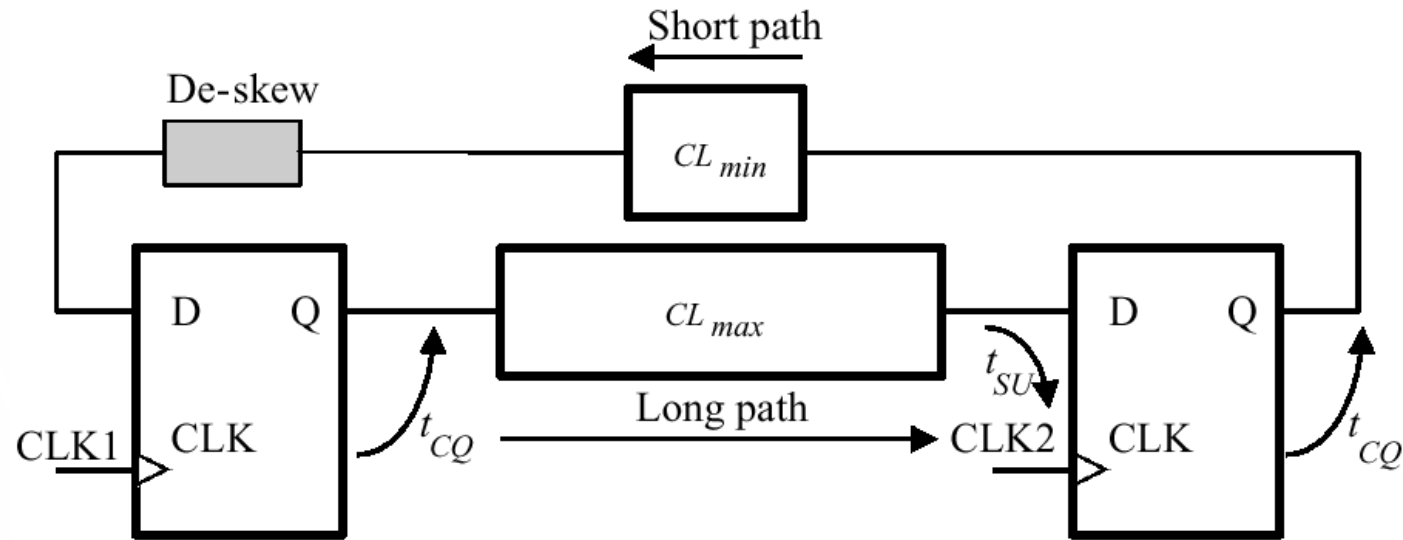 Short path
De-skew
CL min
D Q
CL max
D Q
t SU
Long path
CLK1 CLK
t CQ
CLK2 CLK
t CQ